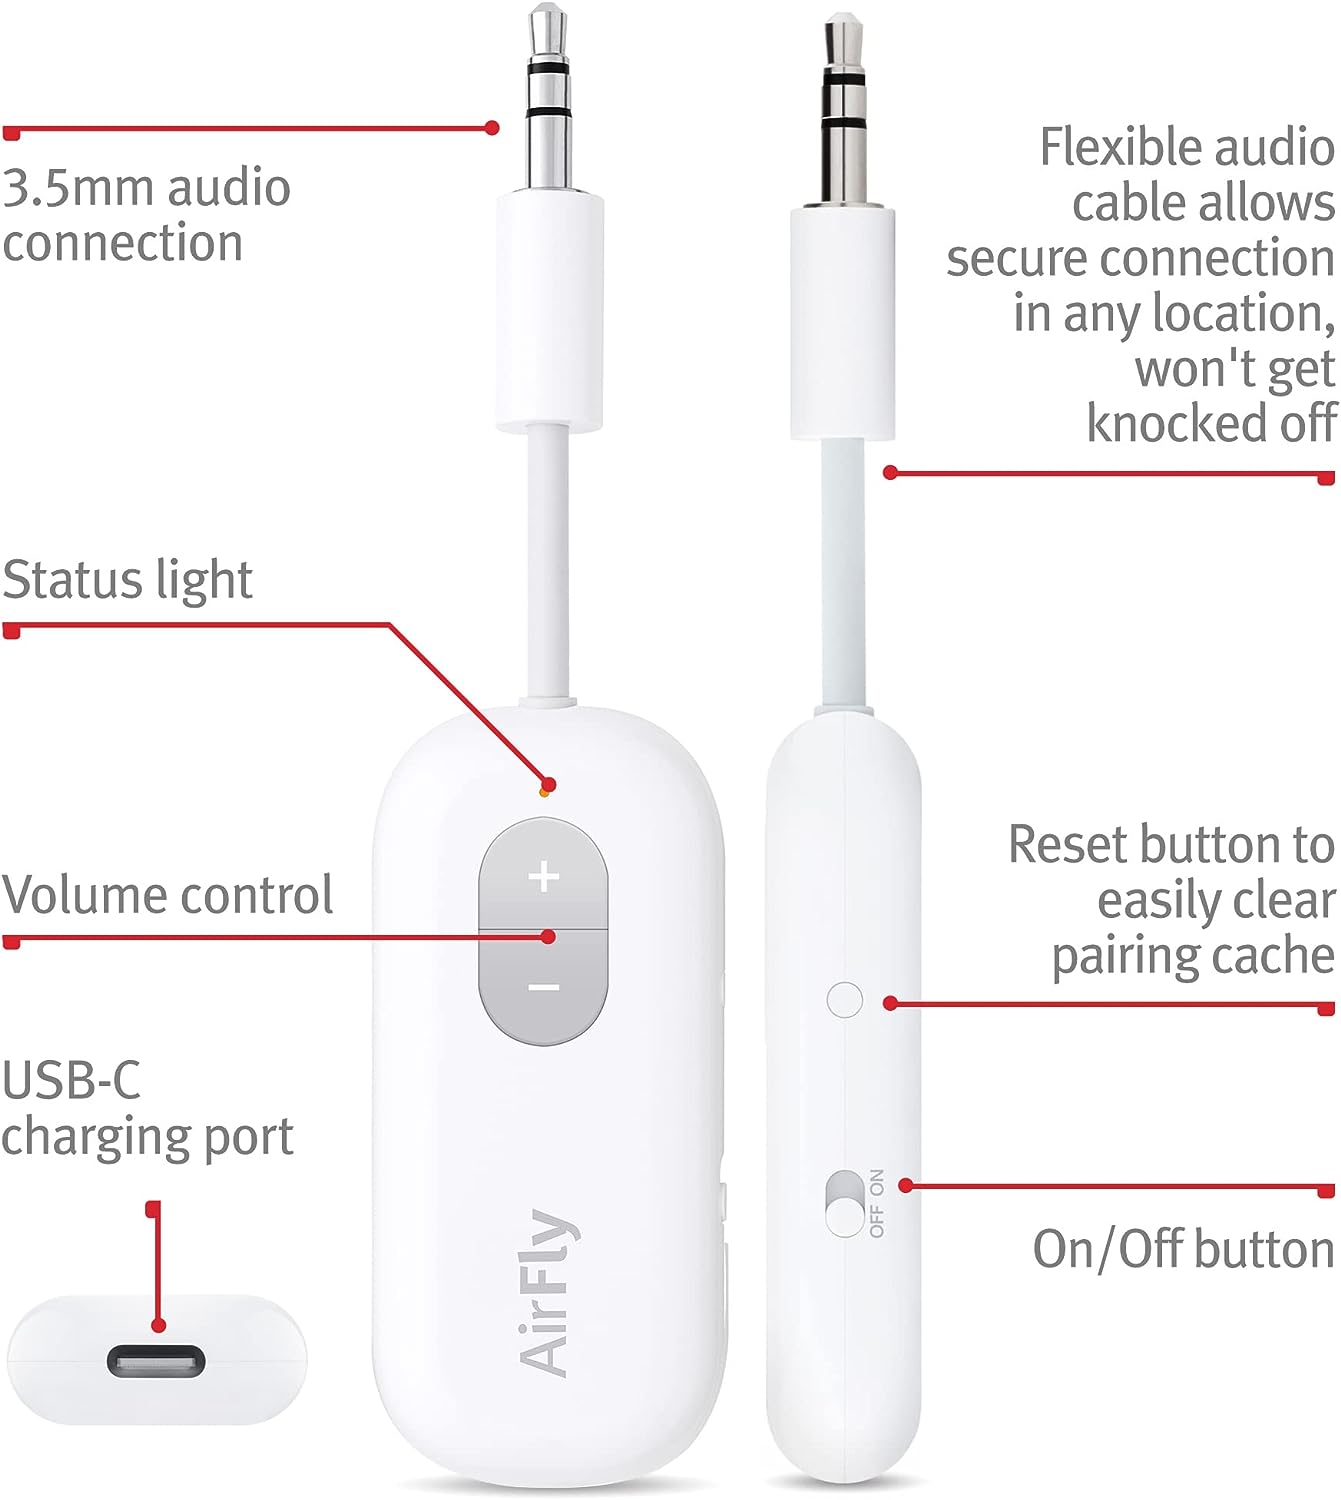 3.5mm audio
connection
Flexible audio
cable allows
secure connection
in any location,
won't get
knocked off
Status light
Volume control
+
−
Reset button to
easily clear
pairing cache
USB-C
charging port
OFF ON
On/Off button
AirFly